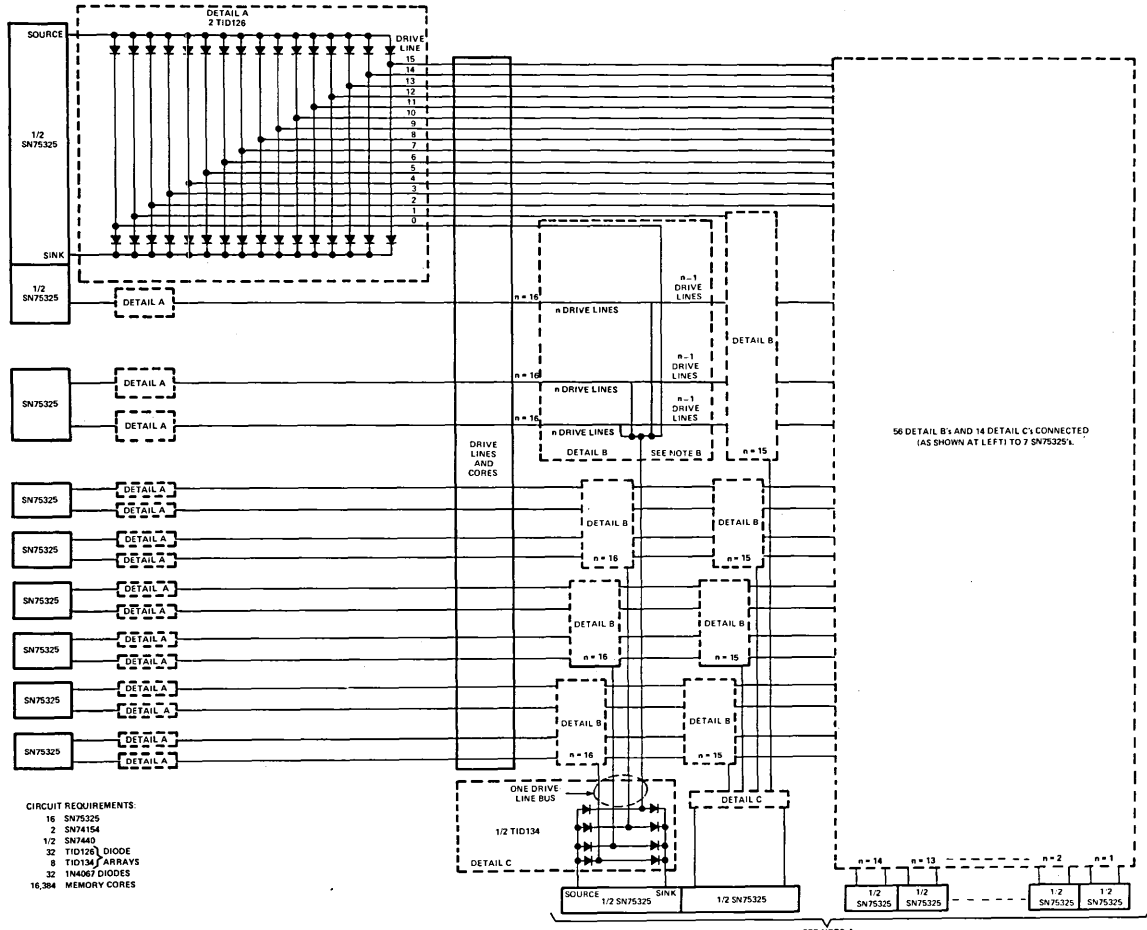 DETAIL A
2 TID126
SOURCE
1/2
SN75325
SINK
DRIVE
LINE
15
14
13
12
11
10
9
8
7
6
5
4
3
2
1
0
1/2
SN75325
DETAIL A
n = 16
n DRIVE LINES
n-1
DRIVE
LINES
DETAIL B
n = 15
SN75325
DETAIL A
DETAIL A
n = 16
n DRIVE LINES
n-1
DRIVE
LINES
n = 16
n DRIVE LINES
n-1
DRIVE
LINES
DETAIL B
SEE NOTE B
56 DETAIL B's AND 14 DETAIL C's CONNECTED
(AS SHOWN AT LEFT) TO 7 SN75325's.
DRIVE
LINES
AND
CORES
SN75325
DETAIL A
DETAIL A
SN75325
DETAIL A
DETAIL A
DETAIL B
n = 16
DETAIL B
n = 15
SN75325
DETAIL A
DETAIL A
SN75325
DETAIL A
DETAIL A
DETAIL B
n = 16
DETAIL B
n = 15
SN75325
DETAIL A
DETAIL A
SN75325
DETAIL A
DETAIL A
DETAIL B
n = 16
DETAIL B
n = 15
ONE DRIVE-
LINE BUS
1/2 TID134
DETAIL C
DETAIL C
SOURCE
SINK
1/2 SN75325
1/2 SN75325
n = 14
n = 13
n = 2
n = 1
1/2
SN75325
1/2
SN75325
1/2
SN75325
1/2
SN75325
CIRCUIT REQUIREMENTS:
16 SN75325
2 SN74154
1/2 SN7440
32 TID126 } DIODE
8 TID134 } ARRAYS
32 1N4067 DIODES
16,384 MEMORY CORES